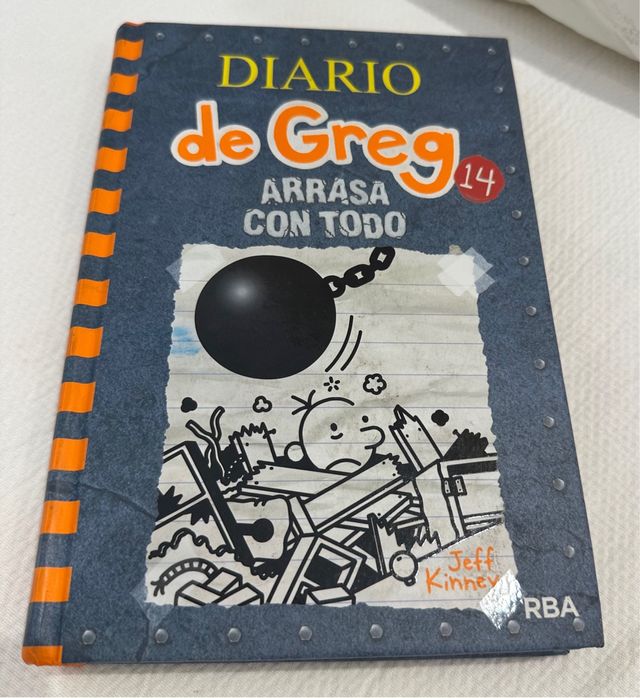 DIARIO
de Greg
14
ARRASA
CON TODO
Jeff
Kinney
RBA